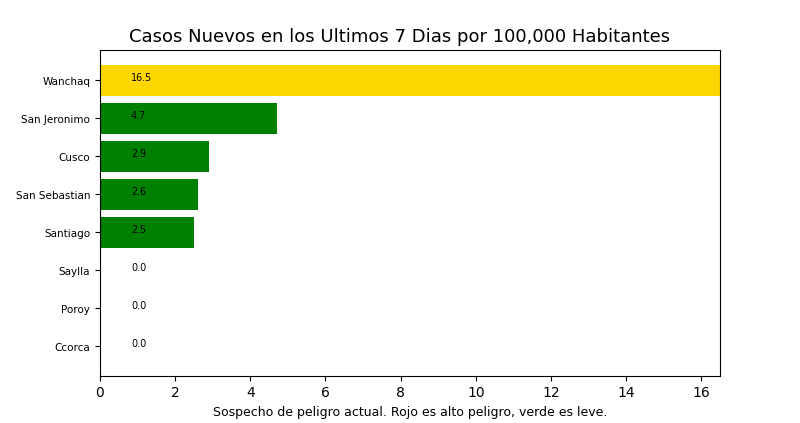 Casos Nuevos en los Ultimos 7 Dias por 100,000 Habitantes
Wanchaq 16.5
San Jeronimo 4.7
Cusco 2.9
San Sebastian 2.6
Santiago 2.5
Saylla 0.0
Poroy 0.0
Ccorca 0.0
0 2 4 6 8 10 12 14 16
Sospecho de peligro actual. Rojo es alto peligro, verde es leve.